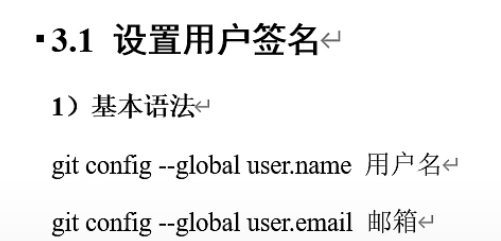 3.1 设置用户签名
1）基本语法
git config --global user.name 用户名
git config --global user.email 邮箱